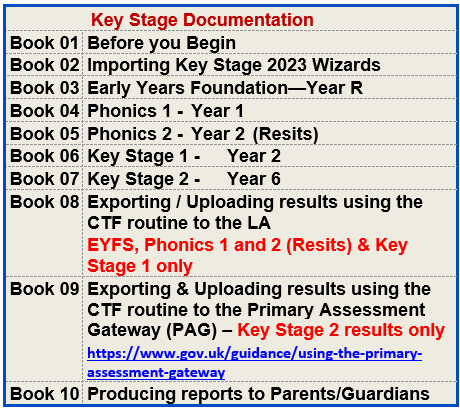 Key Stage Documentation
Book 01 Before you Begin
Book 02 Importing Key Stage 2023 Wizards
Book 03 Early Years Foundation—Year R
Book 04 Phonics 1 - Year 1
Book 05 Phonics 2 - Year 2 (Resits)
Book 06 Key Stage 1 - Year 2
Book 07 Key Stage 2 - Year 6
Book 08 Exporting / Uploading results using the
CTF routine to the LA
EYFS, Phonics 1 and 2 (Resits) & Key
Stage 1 only
Book 09 Exporting & Uploading results using the
CTF routine to the Primary Assessment
Gateway (PAG) – Key Stage 2 results only
https://www.gov.uk/guidance/using-the-primary-
assessment-gateway
Book 10 Producing reports to Parents/Guardians